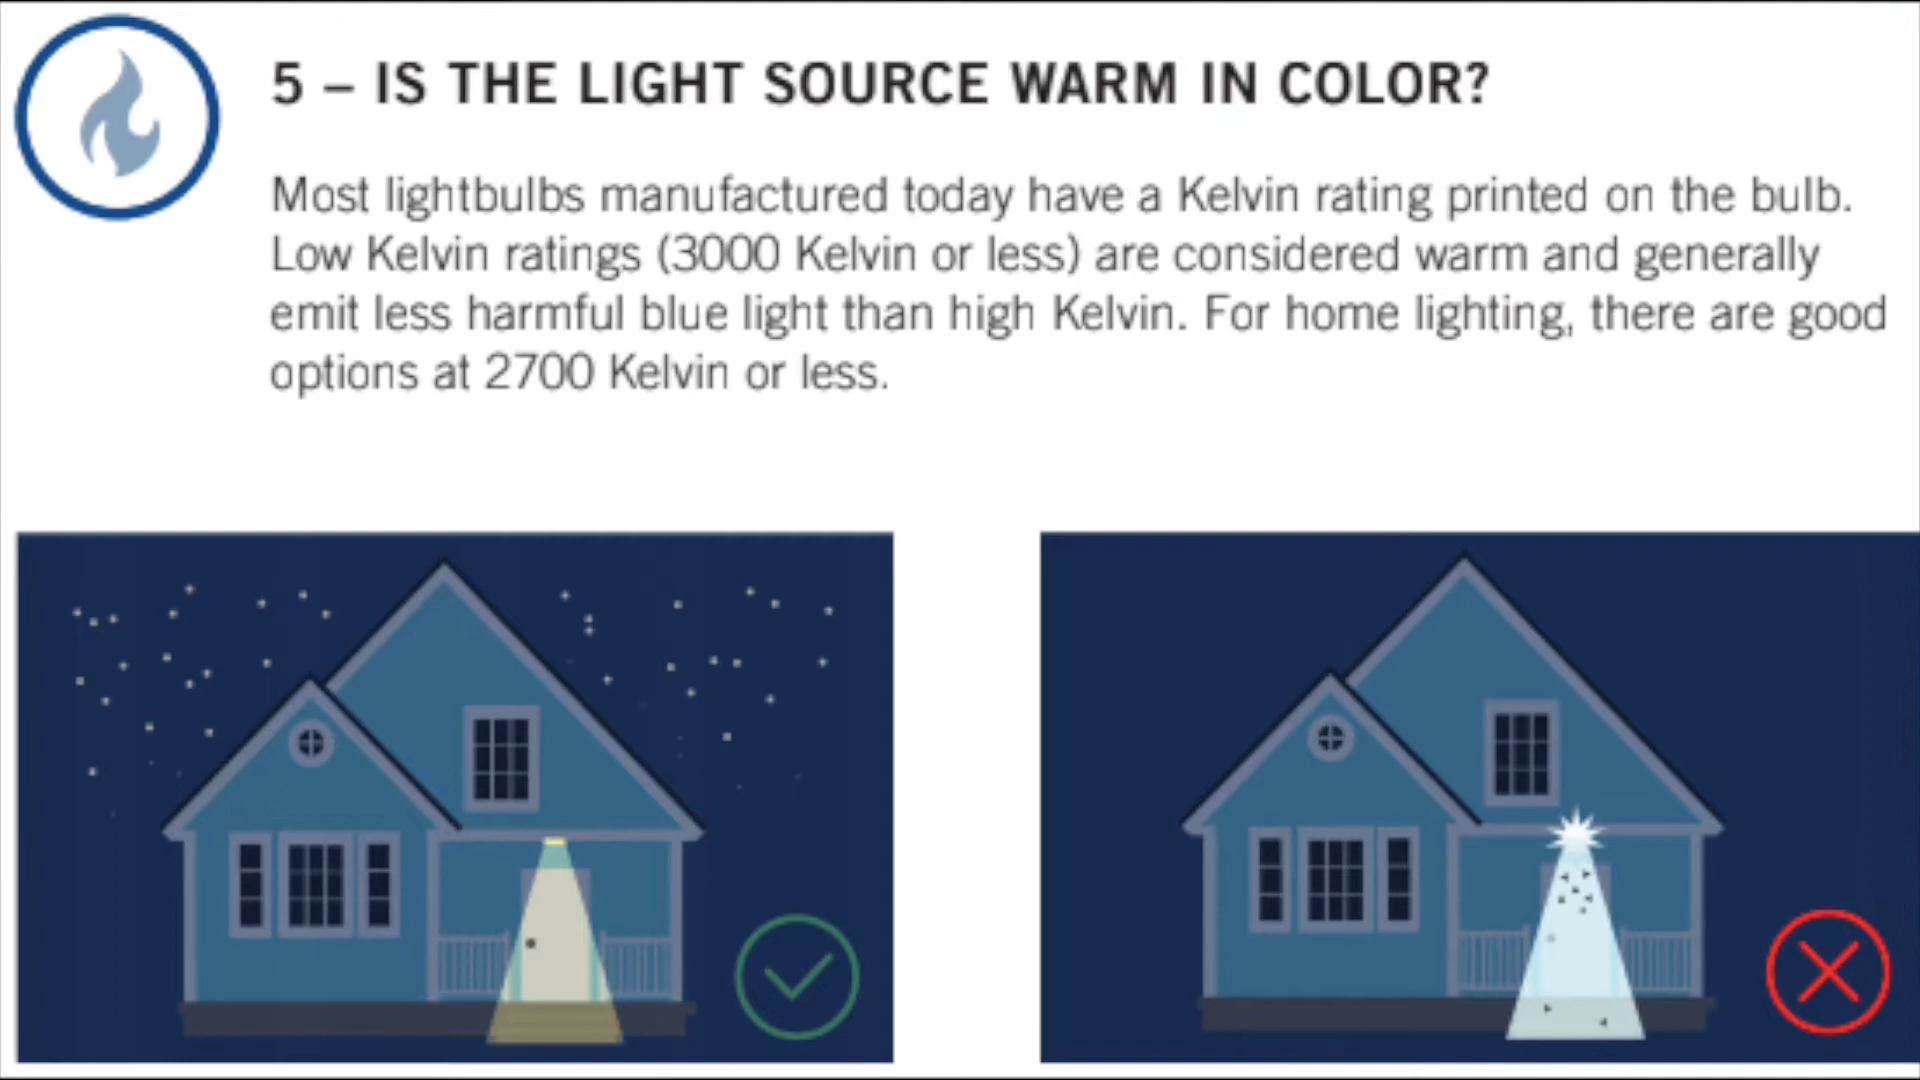 5 – IS THE LIGHT SOURCE WARM IN COLOR?
Most lightbulbs manufactured today have a Kelvin rating printed on the bulb.
Low Kelvin ratings (3000 Kelvin or less) are considered warm and generally
emit less harmful blue light than high Kelvin. For home lighting, there are good
options at 2700 Kelvin or less.